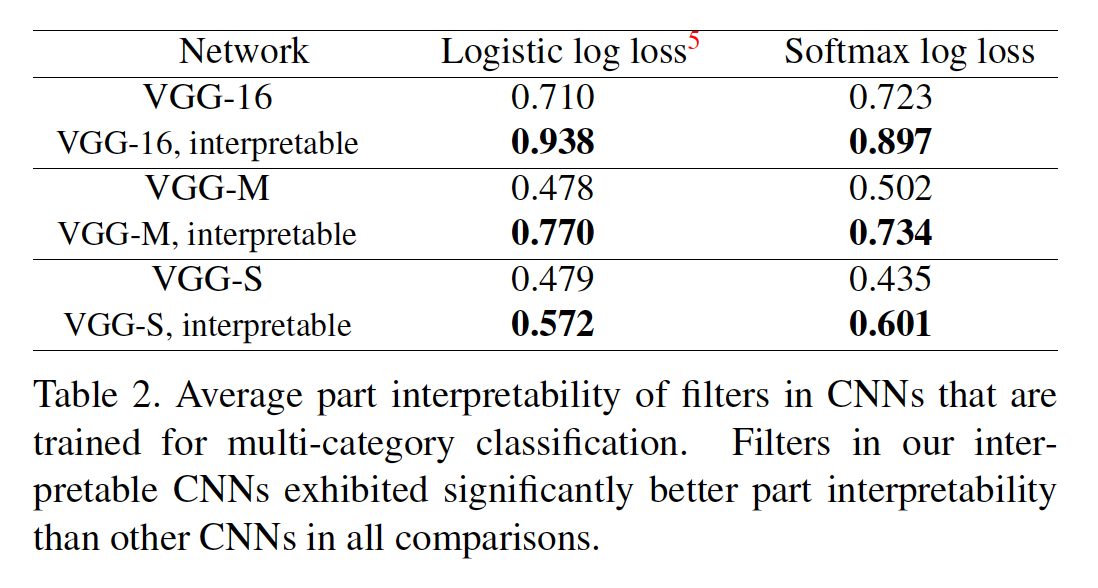 Network Logistic log loss5 Softmax log loss
VGG-16 0.710 0.723
VGG-16, interpretable 0.938 0.897
VGG-M 0.478 0.502
VGG-M, interpretable 0.770 0.734
VGG-S 0.479 0.435
VGG-S, interpretable 0.572 0.601
Table 2. Average part interpretability of filters in CNNs that are
trained for multi-category classification. Filters in our inter-
pretable CNNs exhibited significantly better part interpretability
than other CNNs in all comparisons.